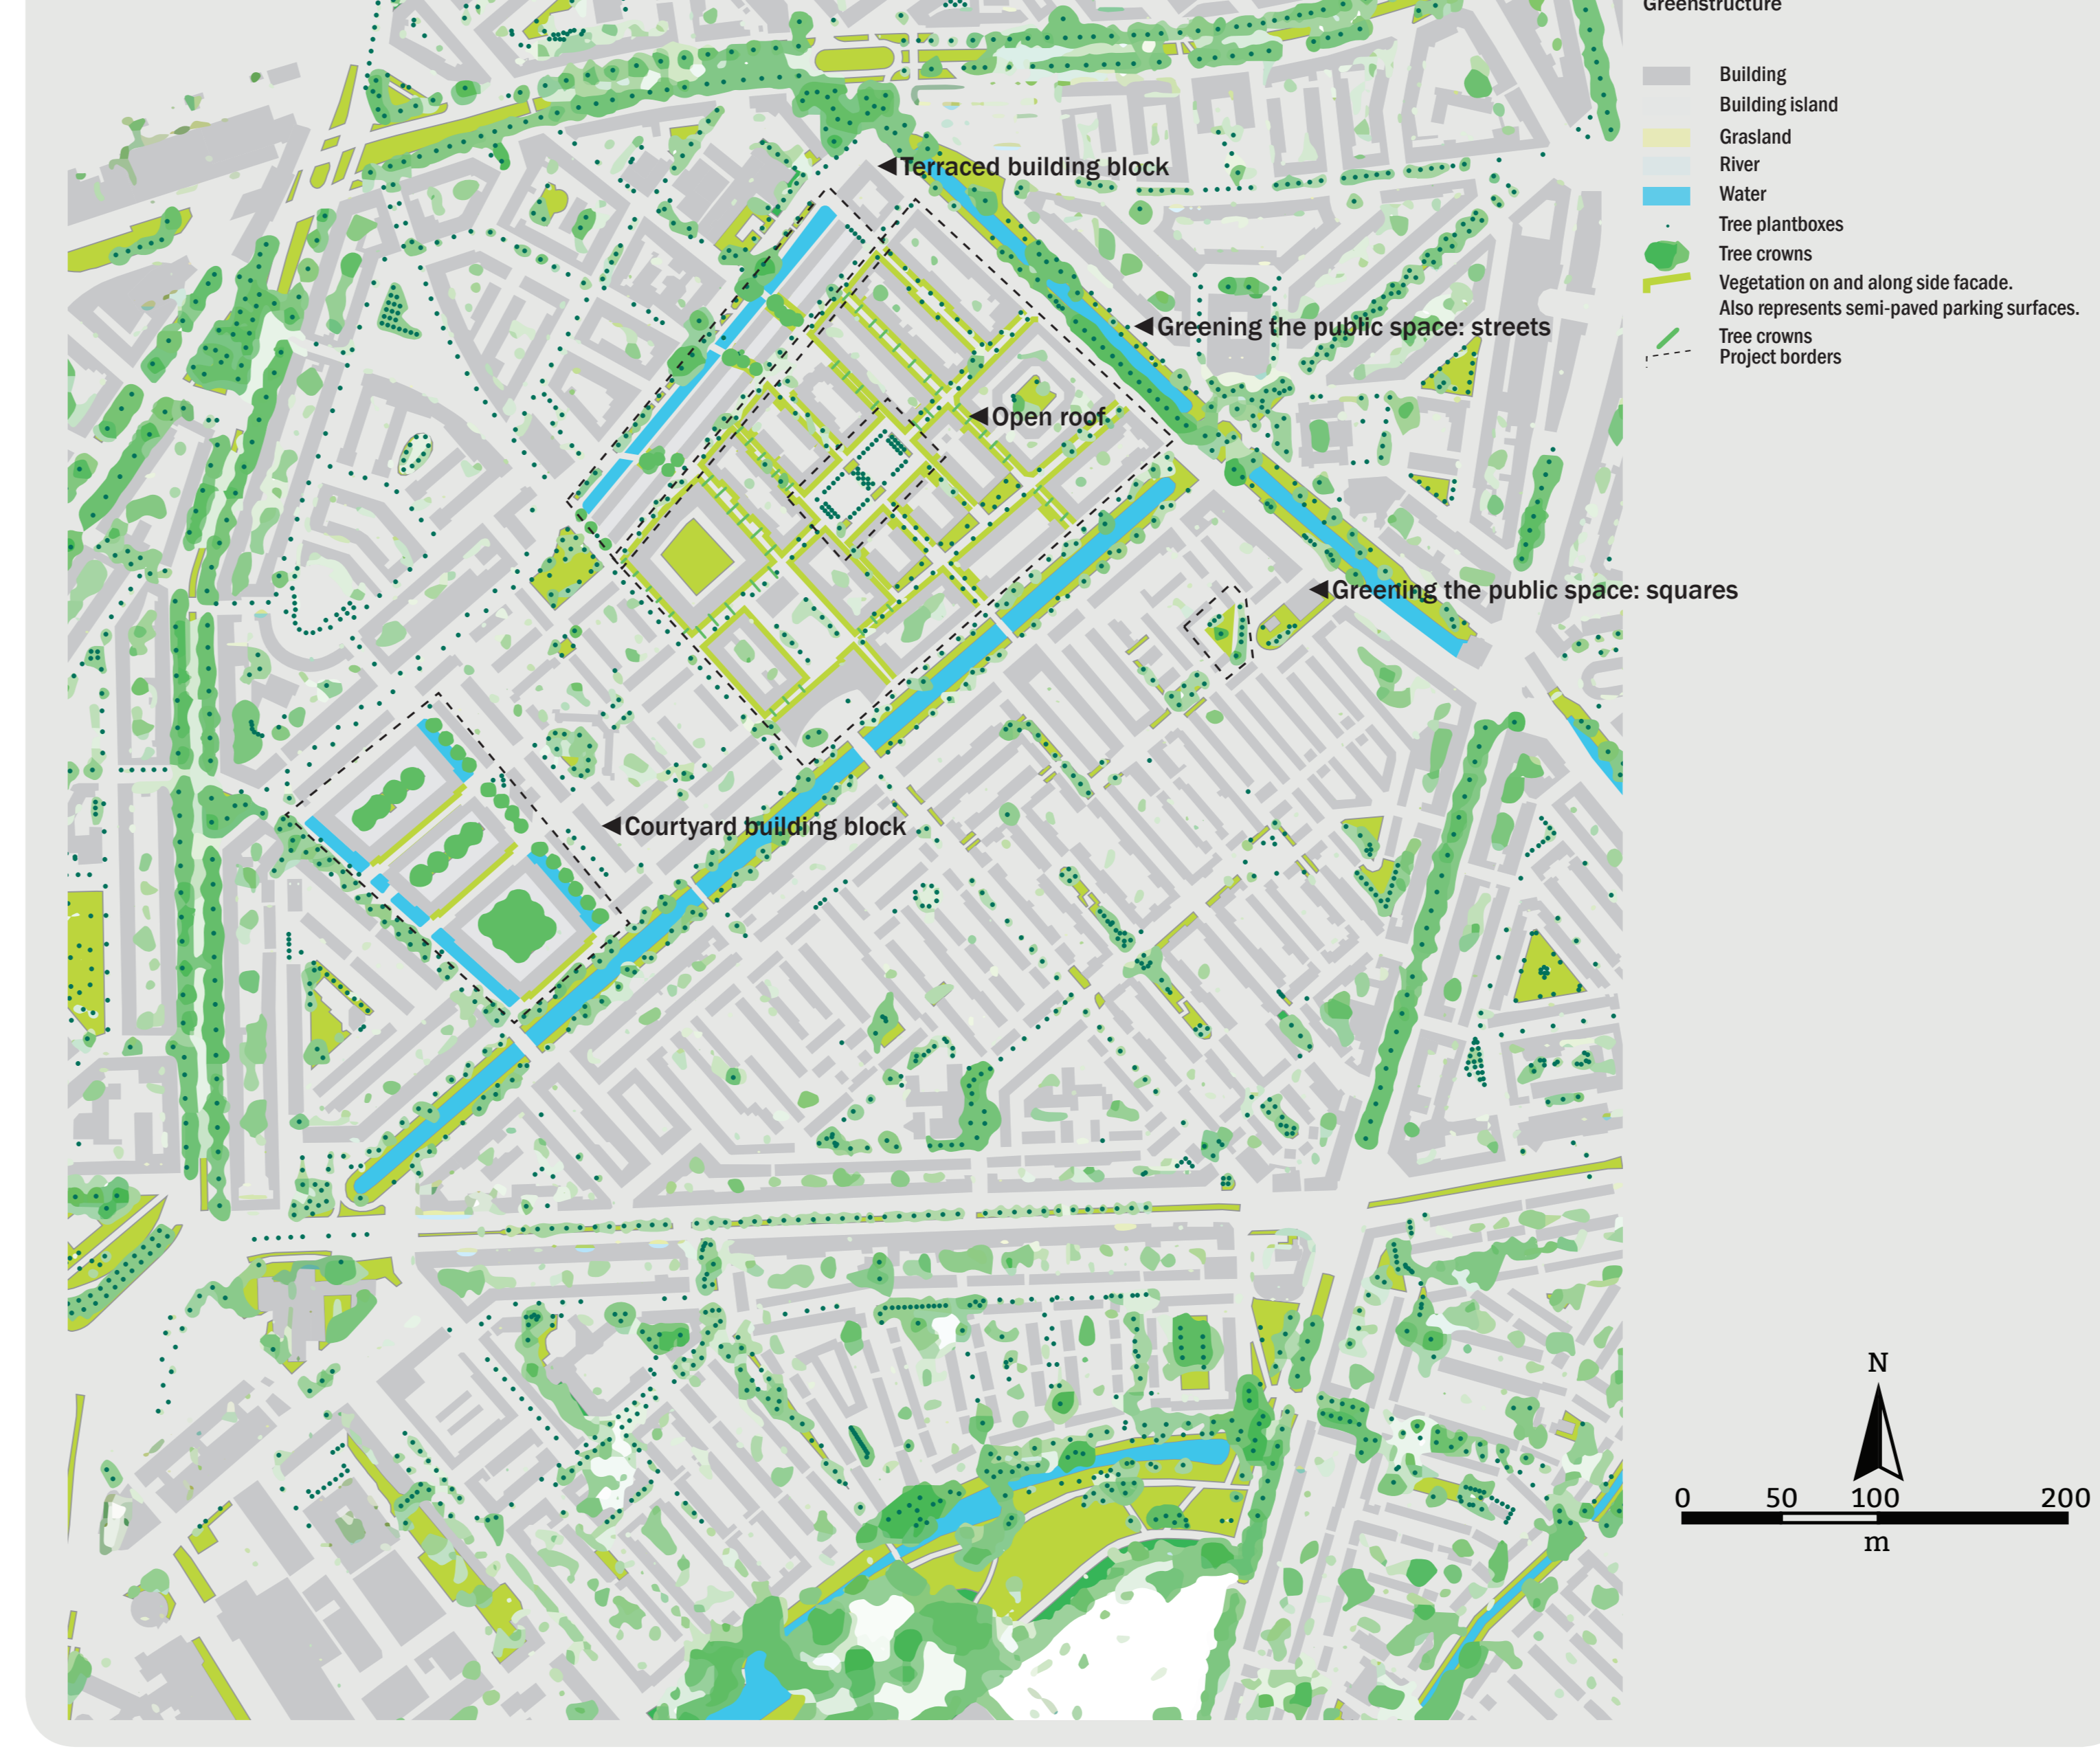 Greenstructure
Building
Building island
Grasland
River
Water
Tree plantboxes
Tree crowns
Vegetation on and along side facade.
Also represents semi-paved parking surfaces.
Tree crowns
Project borders
Terraced building block
Greening the public space: streets
Open roof
Greening the public space: squares
Courtyard building block
N
0 50 100 200
m